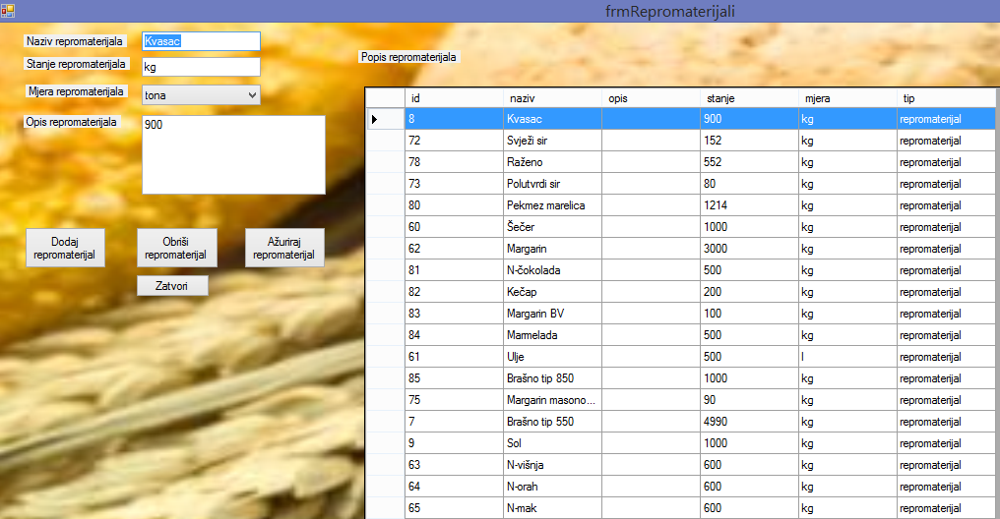 frmRepromaterijali
Naziv repromaterijala Kvasac
Stanje repromaterijala kg
Mjera repromaterijala tona
Opis repromaterijala 900
Dodaj repromaterijal
Obriši repromaterijal
Ažuriraj repromaterijal
Zatvori
Popis repromaterijala
id naziv opis stanje mjera tip
8 Kvasac 900 kg repromaterijal
72 Svježi sir 152 kg repromaterijal
78 Raženo 552 kg repromaterijal
73 Polutvrdi sir 80 kg repromaterijal
80 Pekmez marelica 1214 kg repromaterijal
60 Šečer 1000 kg repromaterijal
62 Margarin 3000 kg repromaterijal
81 N-čokolada 500 kg repromaterijal
82 Kečap 200 kg repromaterijal
83 Margarin BV 100 kg repromaterijal
84 Marmelada 500 kg repromaterijal
61 Ulje 500 l repromaterijal
85 Brašno tip 850 1000 kg repromaterijal
75 Margarin masono... 90 kg repromaterijal
7 Brašno tip 550 4990 kg repromaterijal
9 Sol 1000 kg repromaterijal
63 N-višnja 600 kg repromaterijal
64 N-orah 600 kg repromaterijal
65 N-mak 600 kg repromaterijal